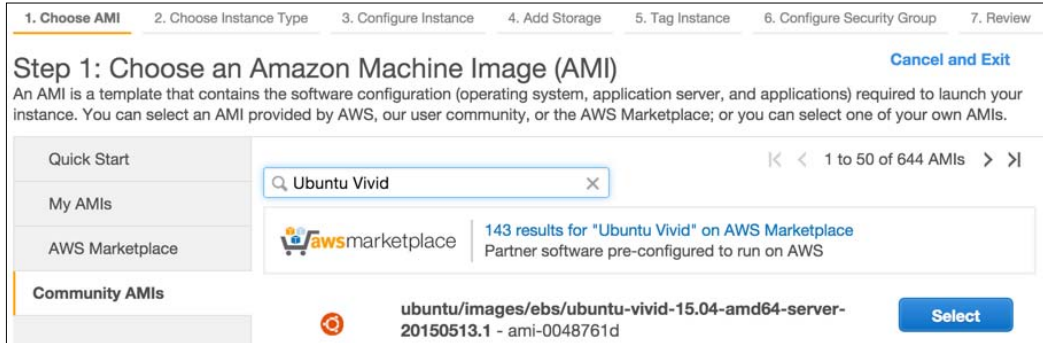 1. Choose AMI 2. Choose Instance Type 3. Configure Instance 4. Add Storage 5. Tag Instance 6. Configure Security Group 7. Review
Step 1: Choose an Amazon Machine Image (AMI)
Cancel and Exit
An AMI is a template that contains the software configuration (operating system, application server, and applications) required to launch your
instance. You can select an AMI provided by AWS, our user community, or the AWS Marketplace; or you can select one of your own AMIs.
Quick Start
My AMIs
AWS Marketplace
Community AMIs
1 to 50 of 644 AMIs
Ubuntu Vivid
awsmarketplace
143 results for "Ubuntu Vivid" on AWS Marketplace
Partner software pre-configured to run on AWS
ubuntu/images/ebs/ubuntu-vivid-15.04-amd64-server-
20150513.1 - ami-0048761d
Select